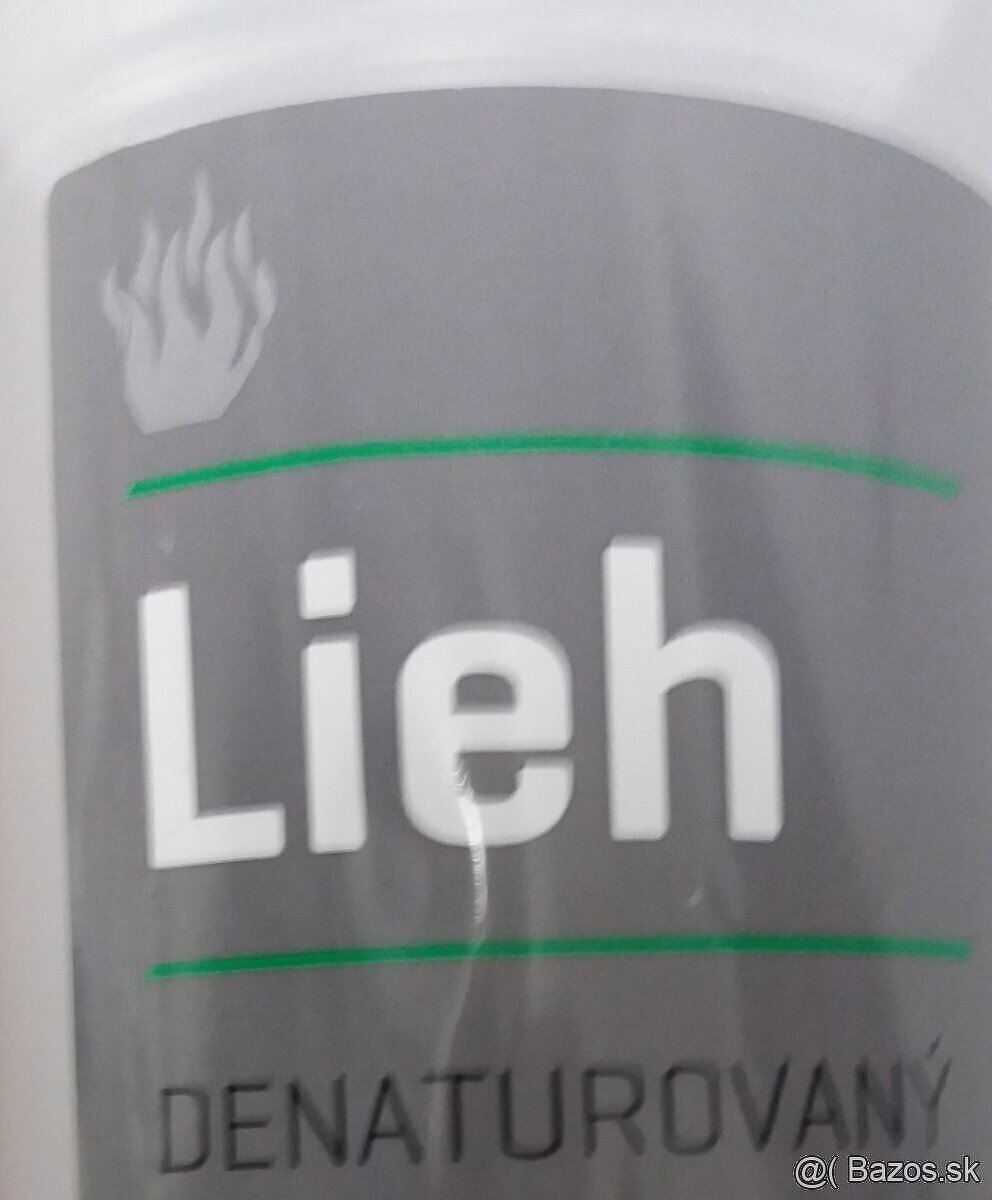 Lieh
DENATUROVANÝ
@( Bazos.sk